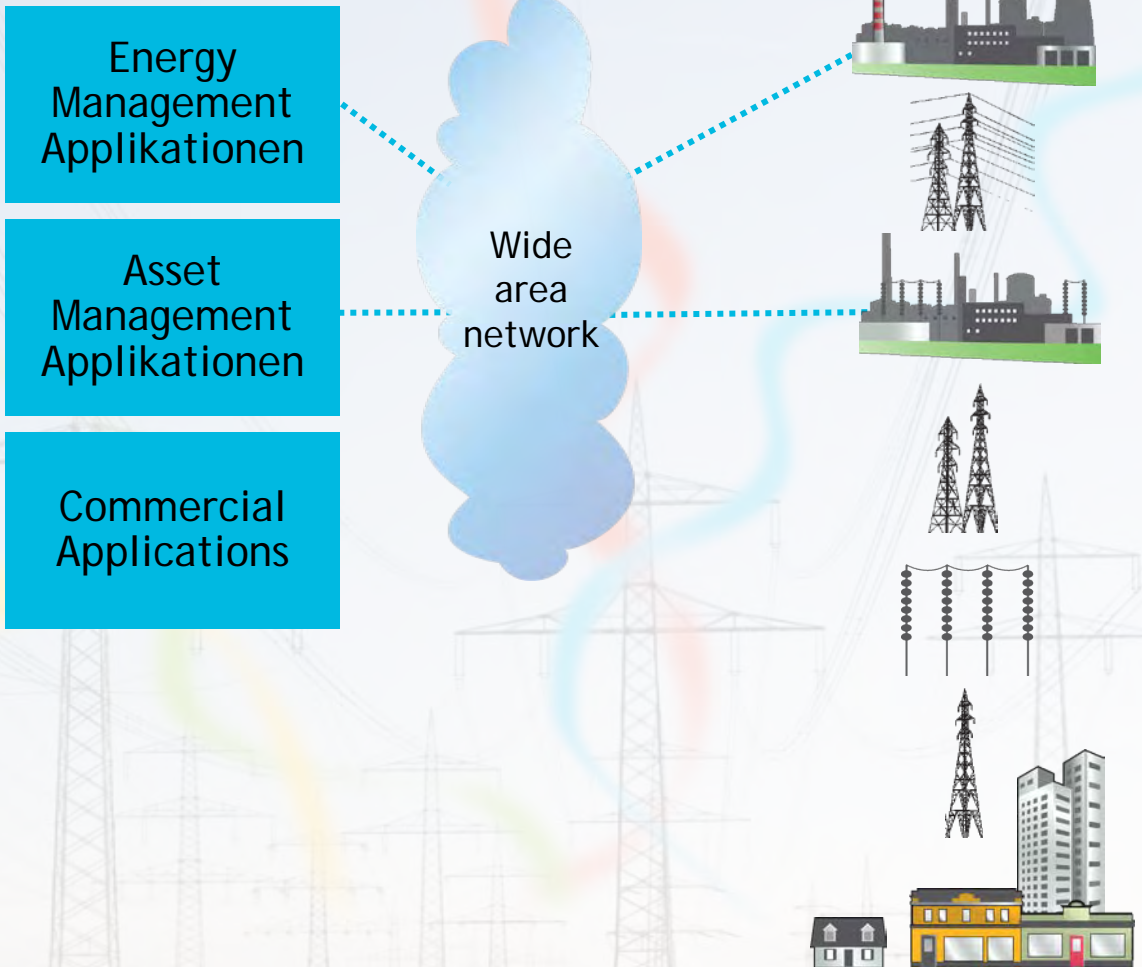 Energy
Management
Applikationen
Asset
Management
Applikationen
Commercial
Applications
Wide
area
network